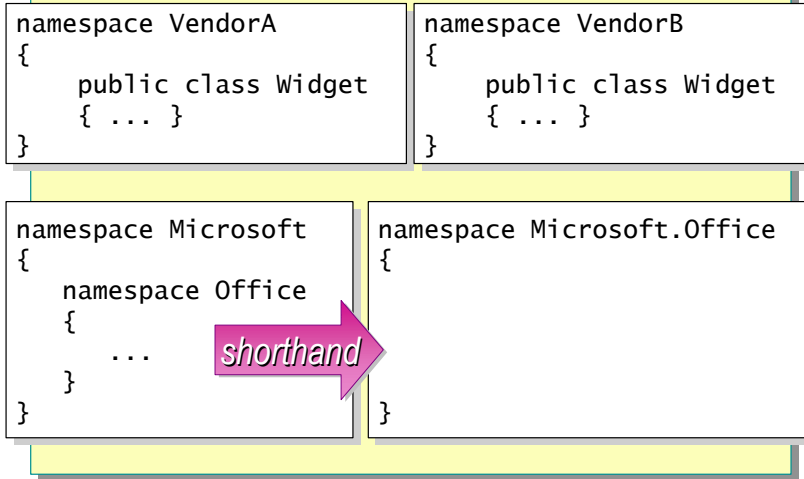 namespace VendorA
{
    public class Widget
    { ... }
}
namespace VendorB
{
    public class Widget
    { ... }
}
namespace Microsoft
{
   namespace Office
   {
      ...
   }
}
shorthand
namespace Microsoft.Office
{
}